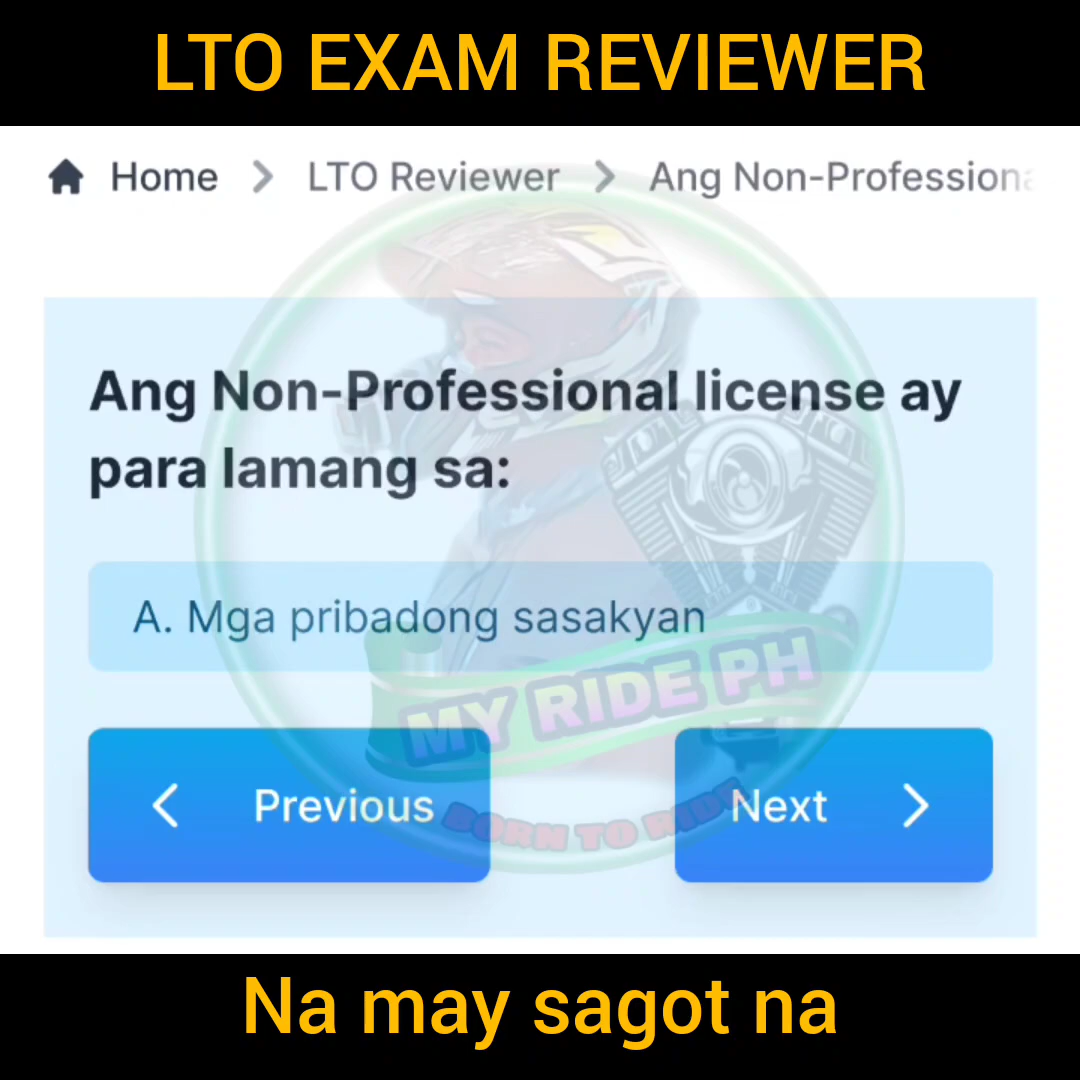 LTO EXAM REVIEWER
Home > LTO Reviewer > Ang Non-Professiona
Ang Non-Professional license ay
para lamang sa:
A. Mga pribadong sasakyan
MY RIDE PH
Previous
Next
BORN TO RIDE
Na may sagot na